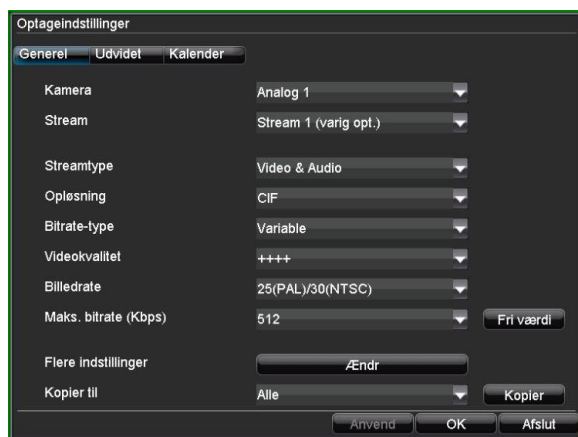 Optageindstillinger
Generel Udvidet Kalender
Kamera Analog 1
Stream Stream 1 (varig opt.)
Streamtype Video & Audio
Opløsning CIF
Bitrate-type Variable
Videokvalitet ++++
Billedrate 25(PAL)/30(NTSC)
Maks. bitrate (Kbps) 512 Fri værdi
Flere indstillinger Ændr
Kopier til Alle Kopier
Anvend OK Afslut